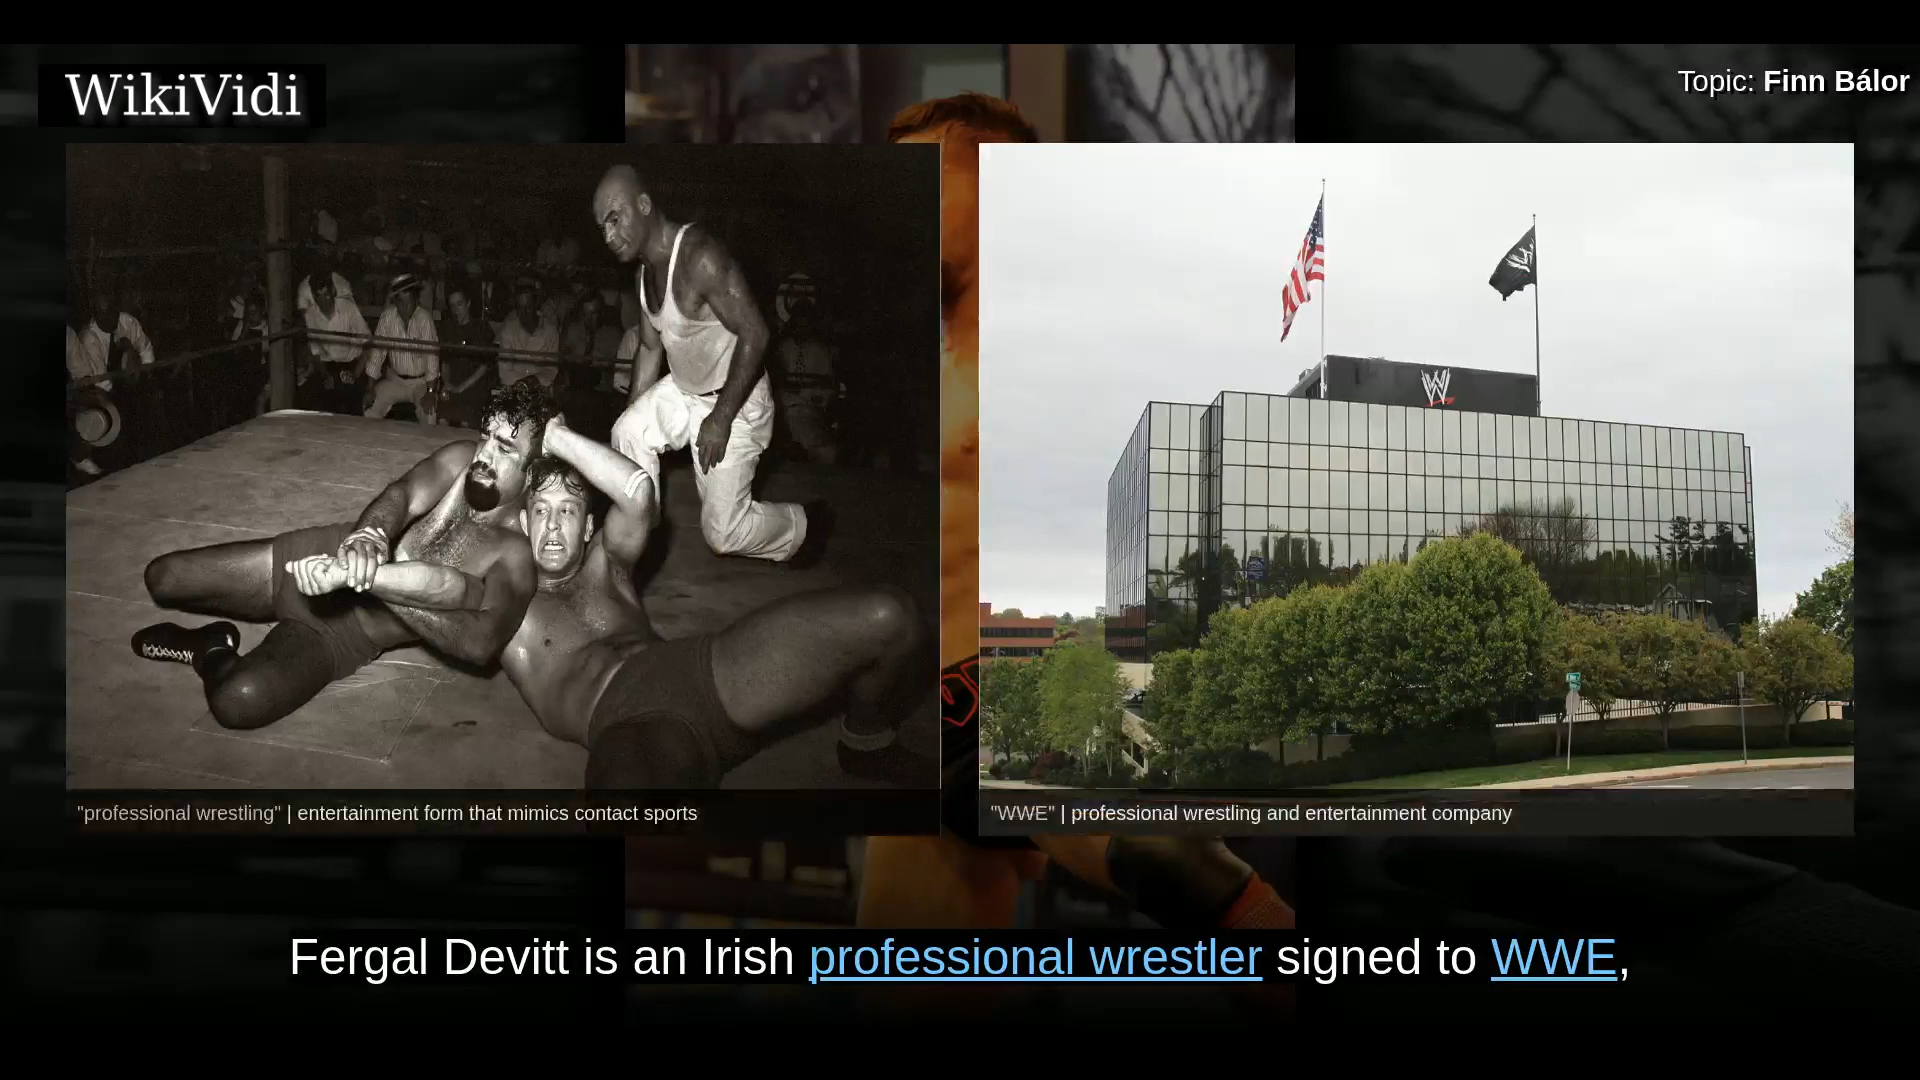 WikiVidi
Topic: Finn Bálor
"professional wrestling" | entertainment form that mimics contact sports
"WWE" | professional wrestling and entertainment company
Fergal Devitt is an Irish professional wrestler signed to WWE,